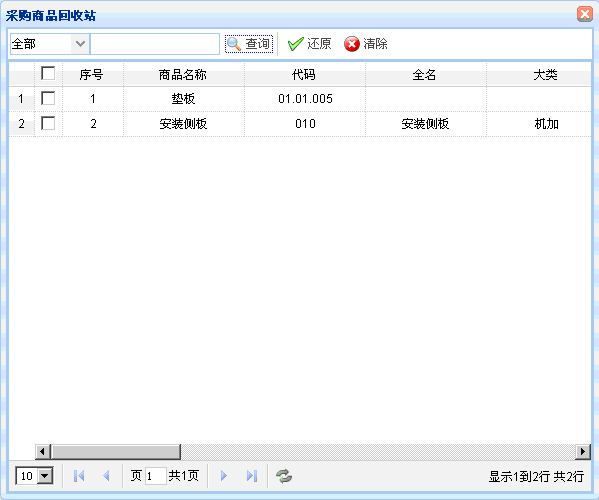 采购商品回收站
全部 查询 还原 清除
序号 商品名称 代码 全名 大类
1 1 垫板 01.01.005
2 2 安装侧板 010 安装侧板 机加
10 页 1 共1页 显示1到2行 共2行